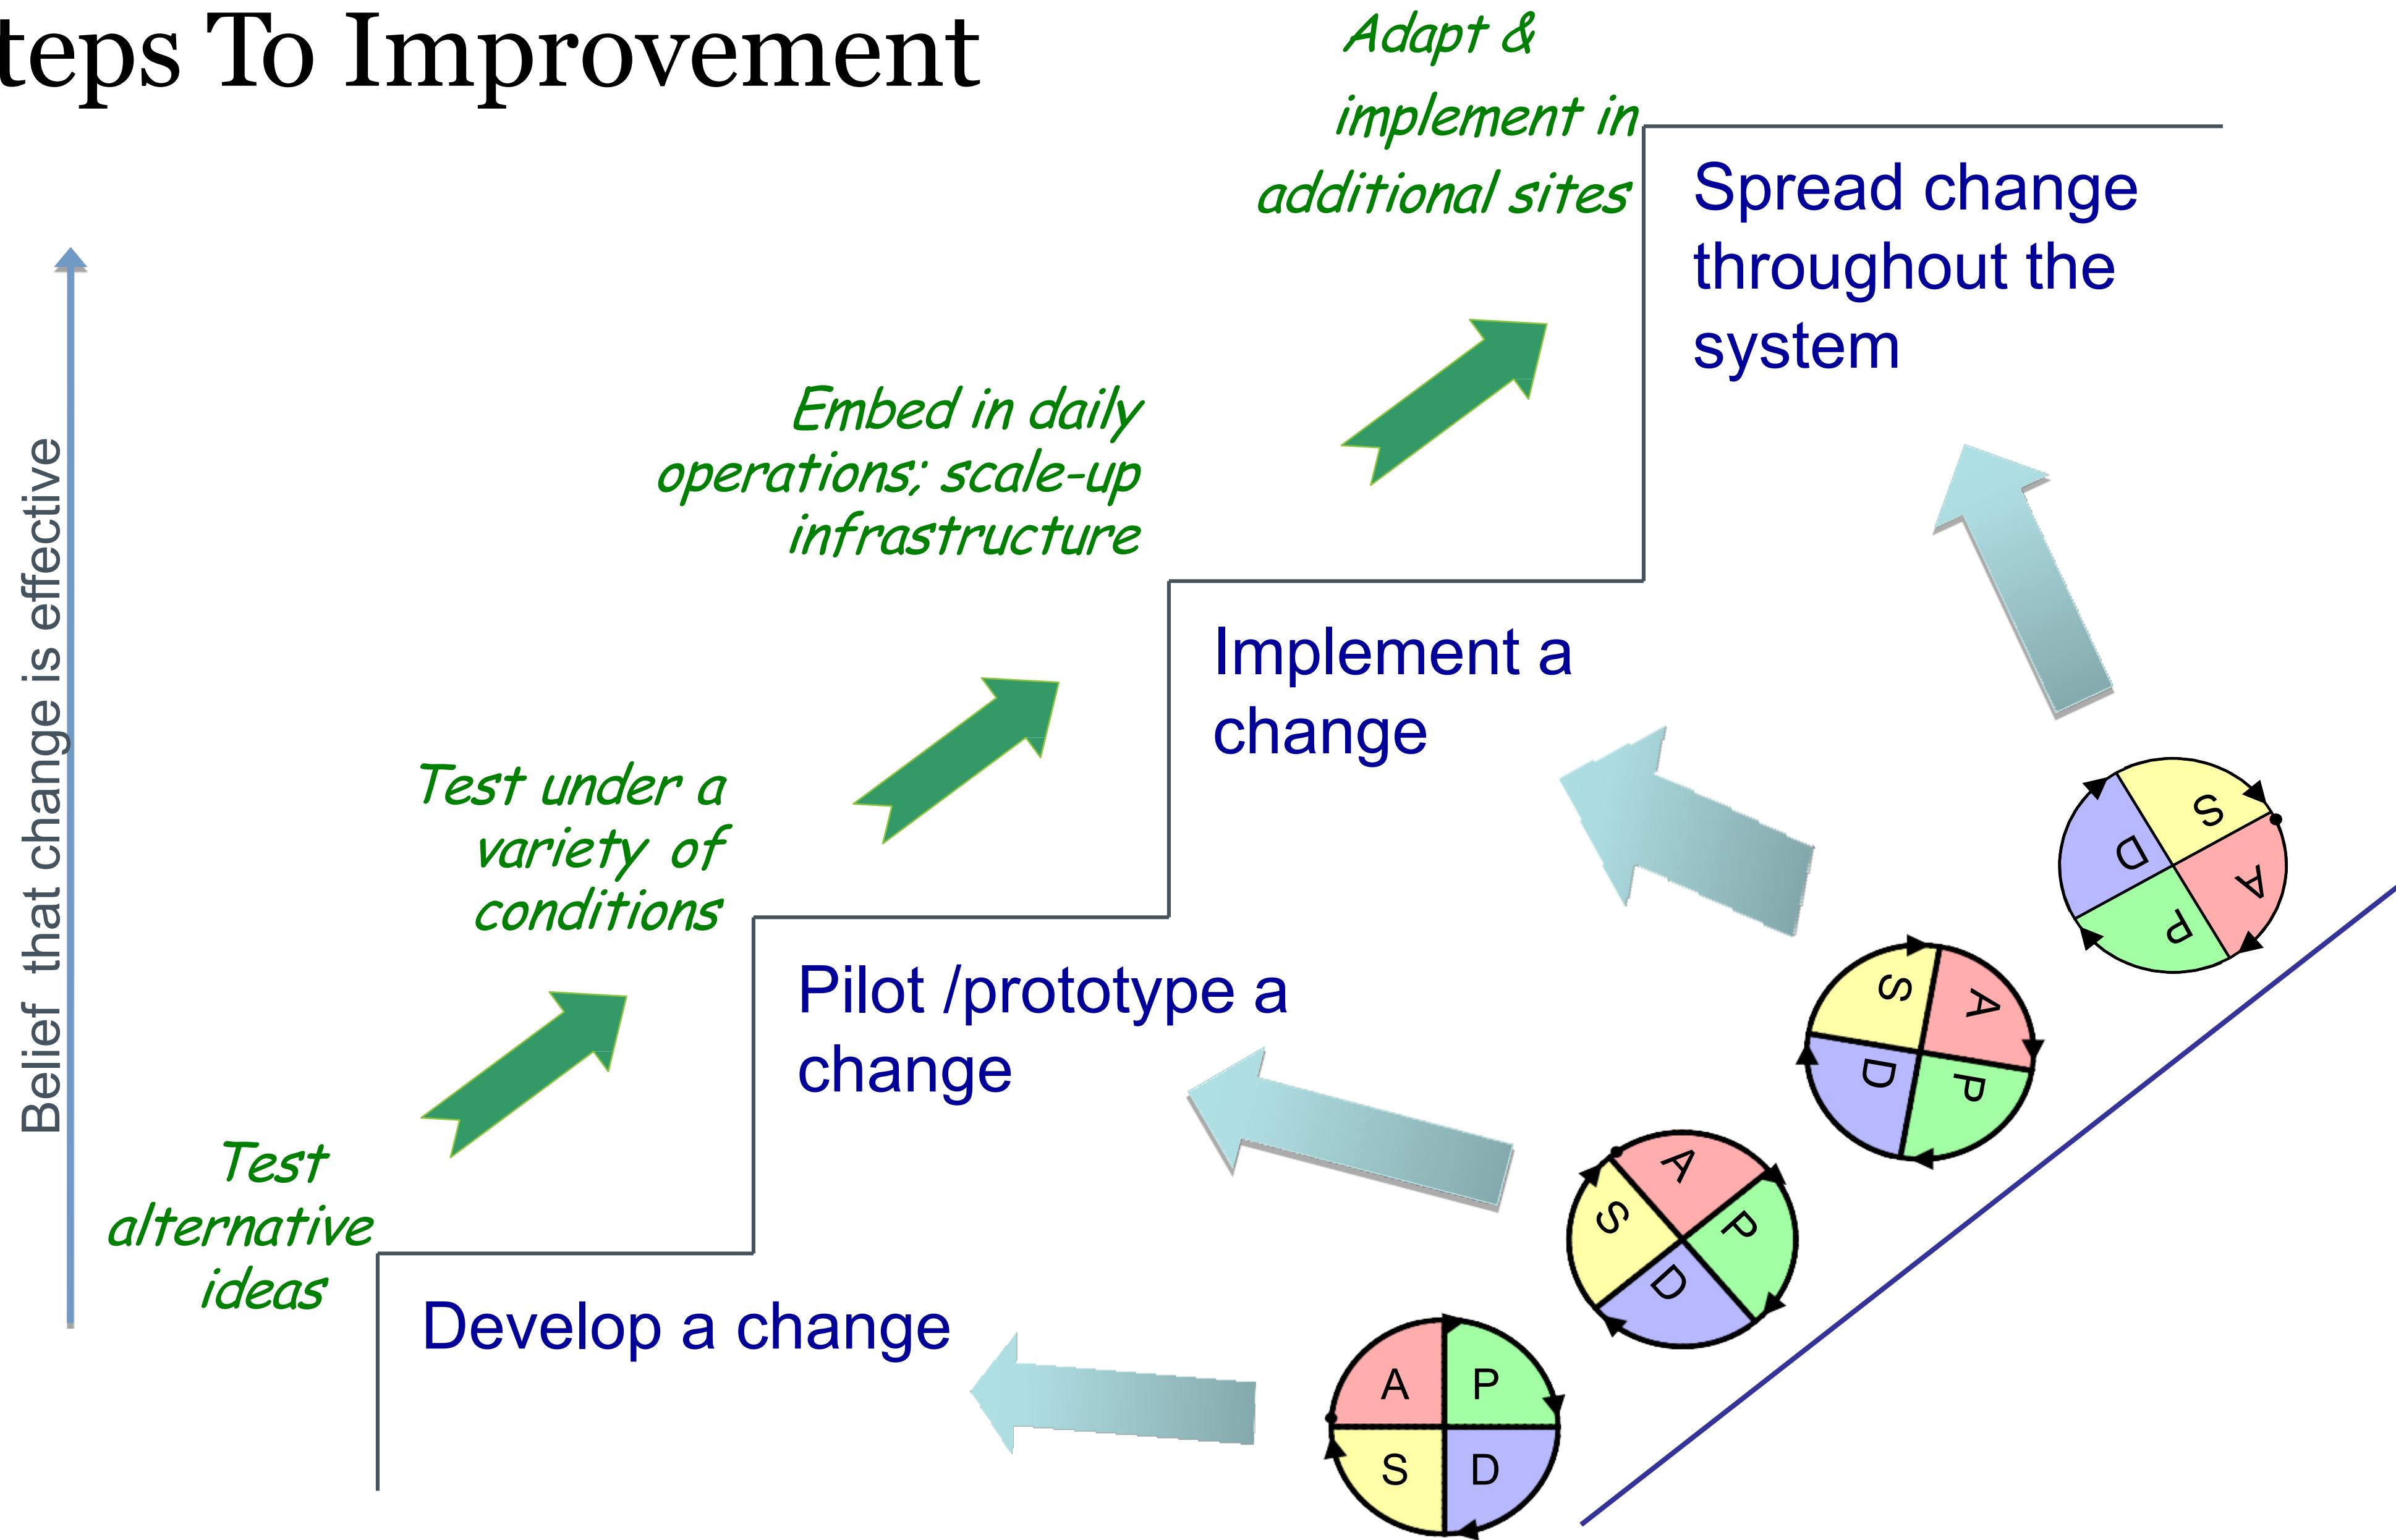 teps To Improvement
Adapt &
implement in
additional sites
Spread change
throughout the
system
Embed in daily
operations; scale-up
infrastructure
Implement a
change
Test under a
variety of
conditions
Pilot /prototype a
change
Test
alternative
ideas
Develop a change
Belief that change is effective
S
D
A
P
S
A
D
P
A
S
P
D
A
P
S
D